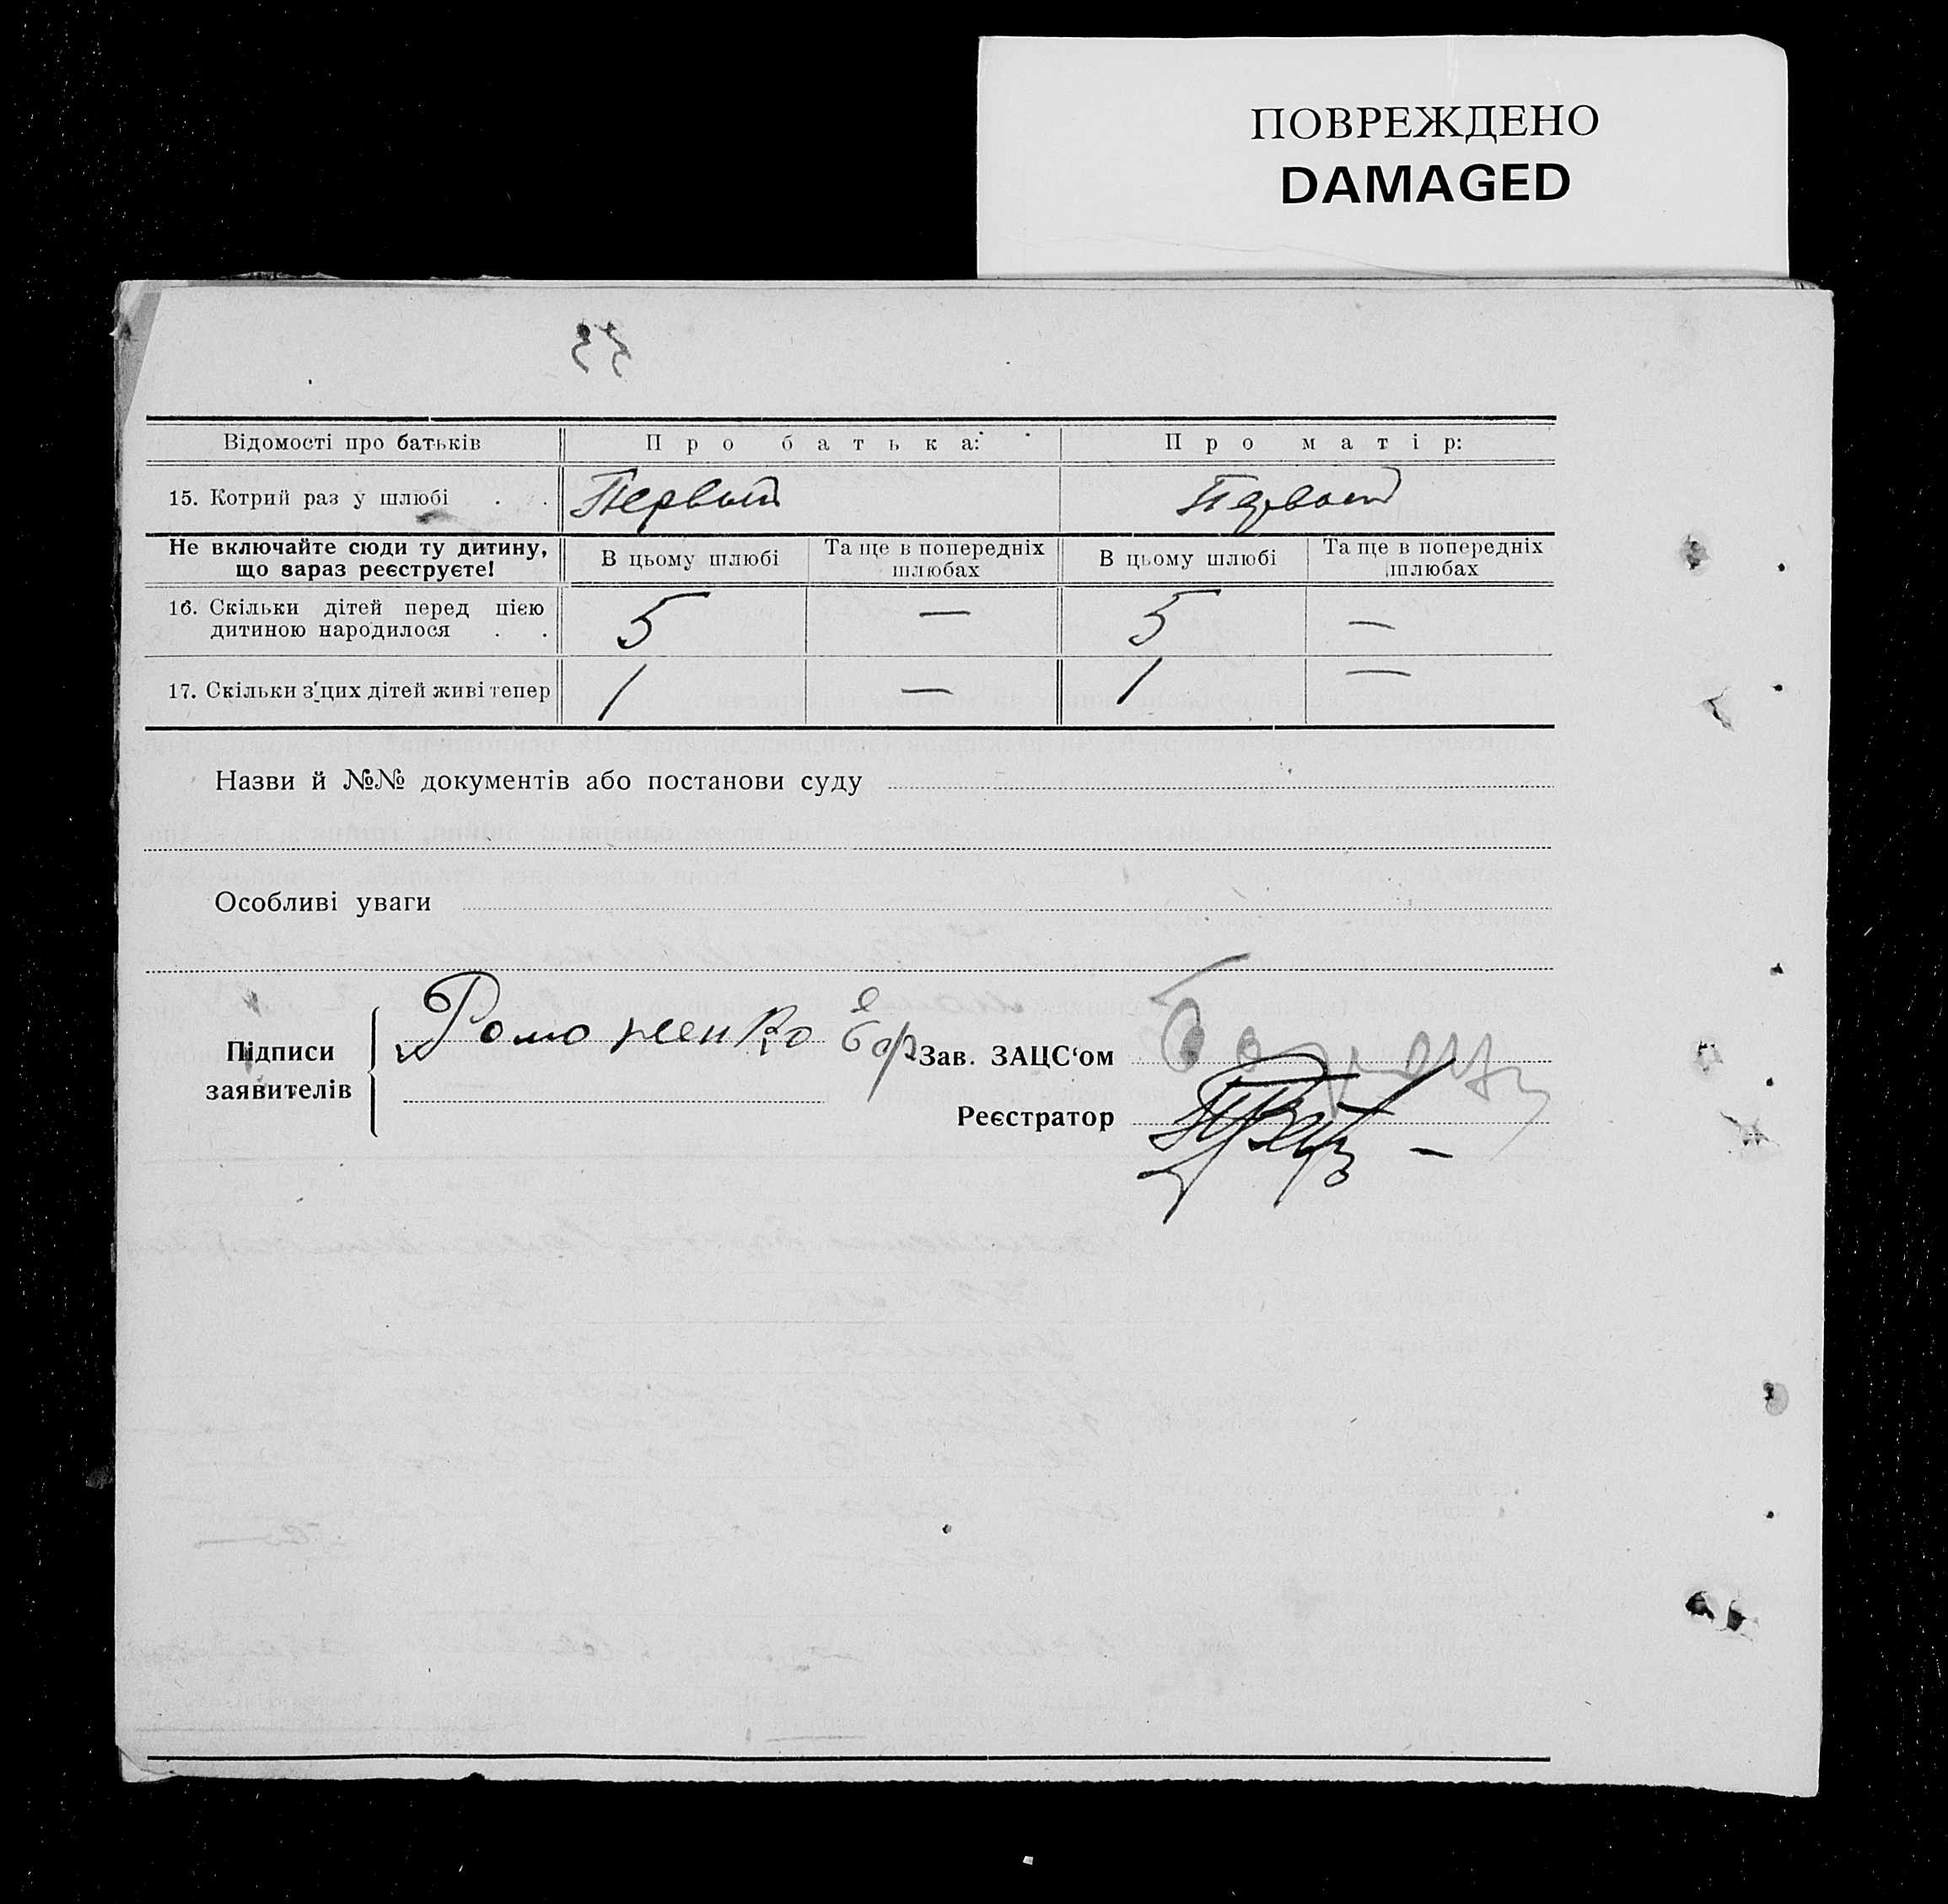 ПОВРЕЖДЕНО
DAMAGED
53
Відомості про батьків Про батька: Про матір:
15. Котрий раз у шлюбі . . Первый Первый
Не включайте сюди ту дитину, що зараз реєструєте! В цьому шлюбі Та ще в попередніх шлюбах В цьому шлюбі Та ще в попередніх шлюбах
16. Скільки дітей перед цією дитиною народилося . . 5 — 5 —
17. Скільки з цих дітей живі тепер 1 — 1 —
Назви й №№ документів або постанови суду
Особливі уваги
Підписи заявителів
Зав. ЗАЦС‘ом
Реєстратор